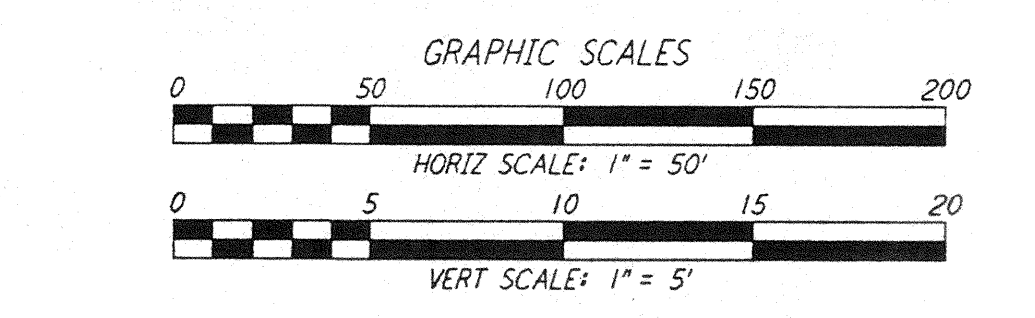 GRAPHIC SCALES
0 50 100 150 200
HORIZ SCALE: 1" = 50'
0 5 10 15 20
VERT SCALE: 1" = 5'